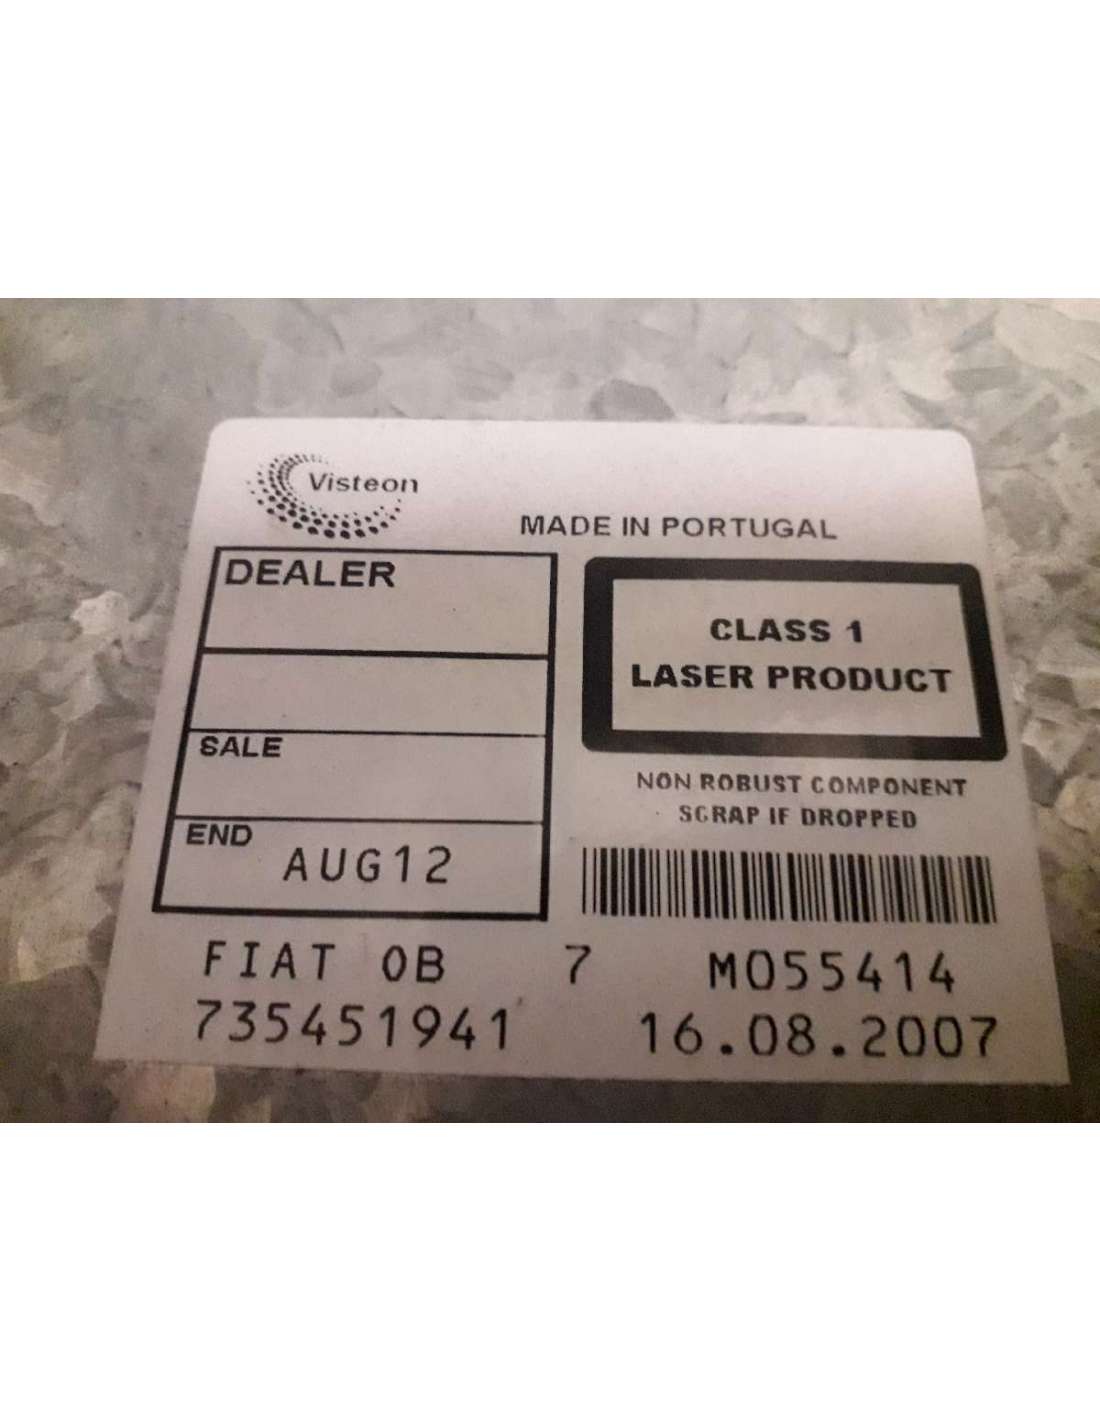 Visteon
MADE IN PORTUGAL
DEALER
SALE
END
AUG12
CLASS 1
LASER PRODUCT
NON ROBUST COMPONENT
SCRAP IF DROPPED
FIAT 0B 7 M055414
735451941 16.08.2007